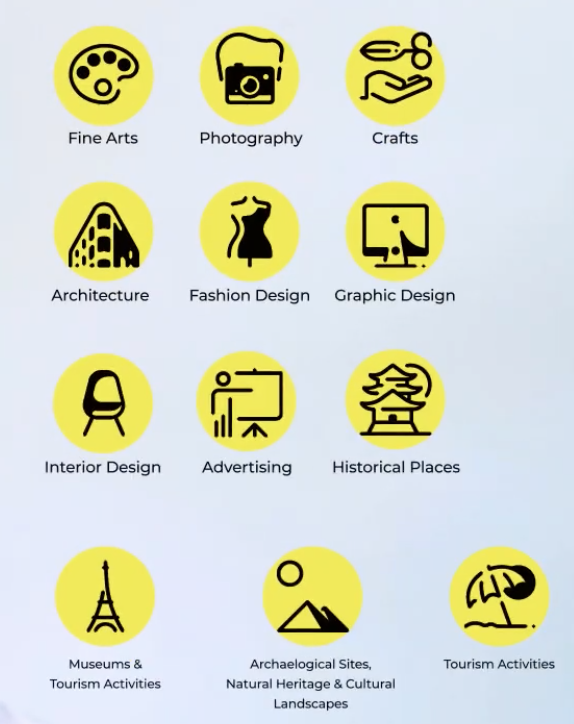 Fine Arts
Photography
Crafts
Architecture
Fashion Design
Graphic Design
Interior Design
Advertising
Historical Places
Museums &
Tourism Activities
Archaelogical Sites,
Natural Heritage & Cultural
Landscapes
Tourism Activities